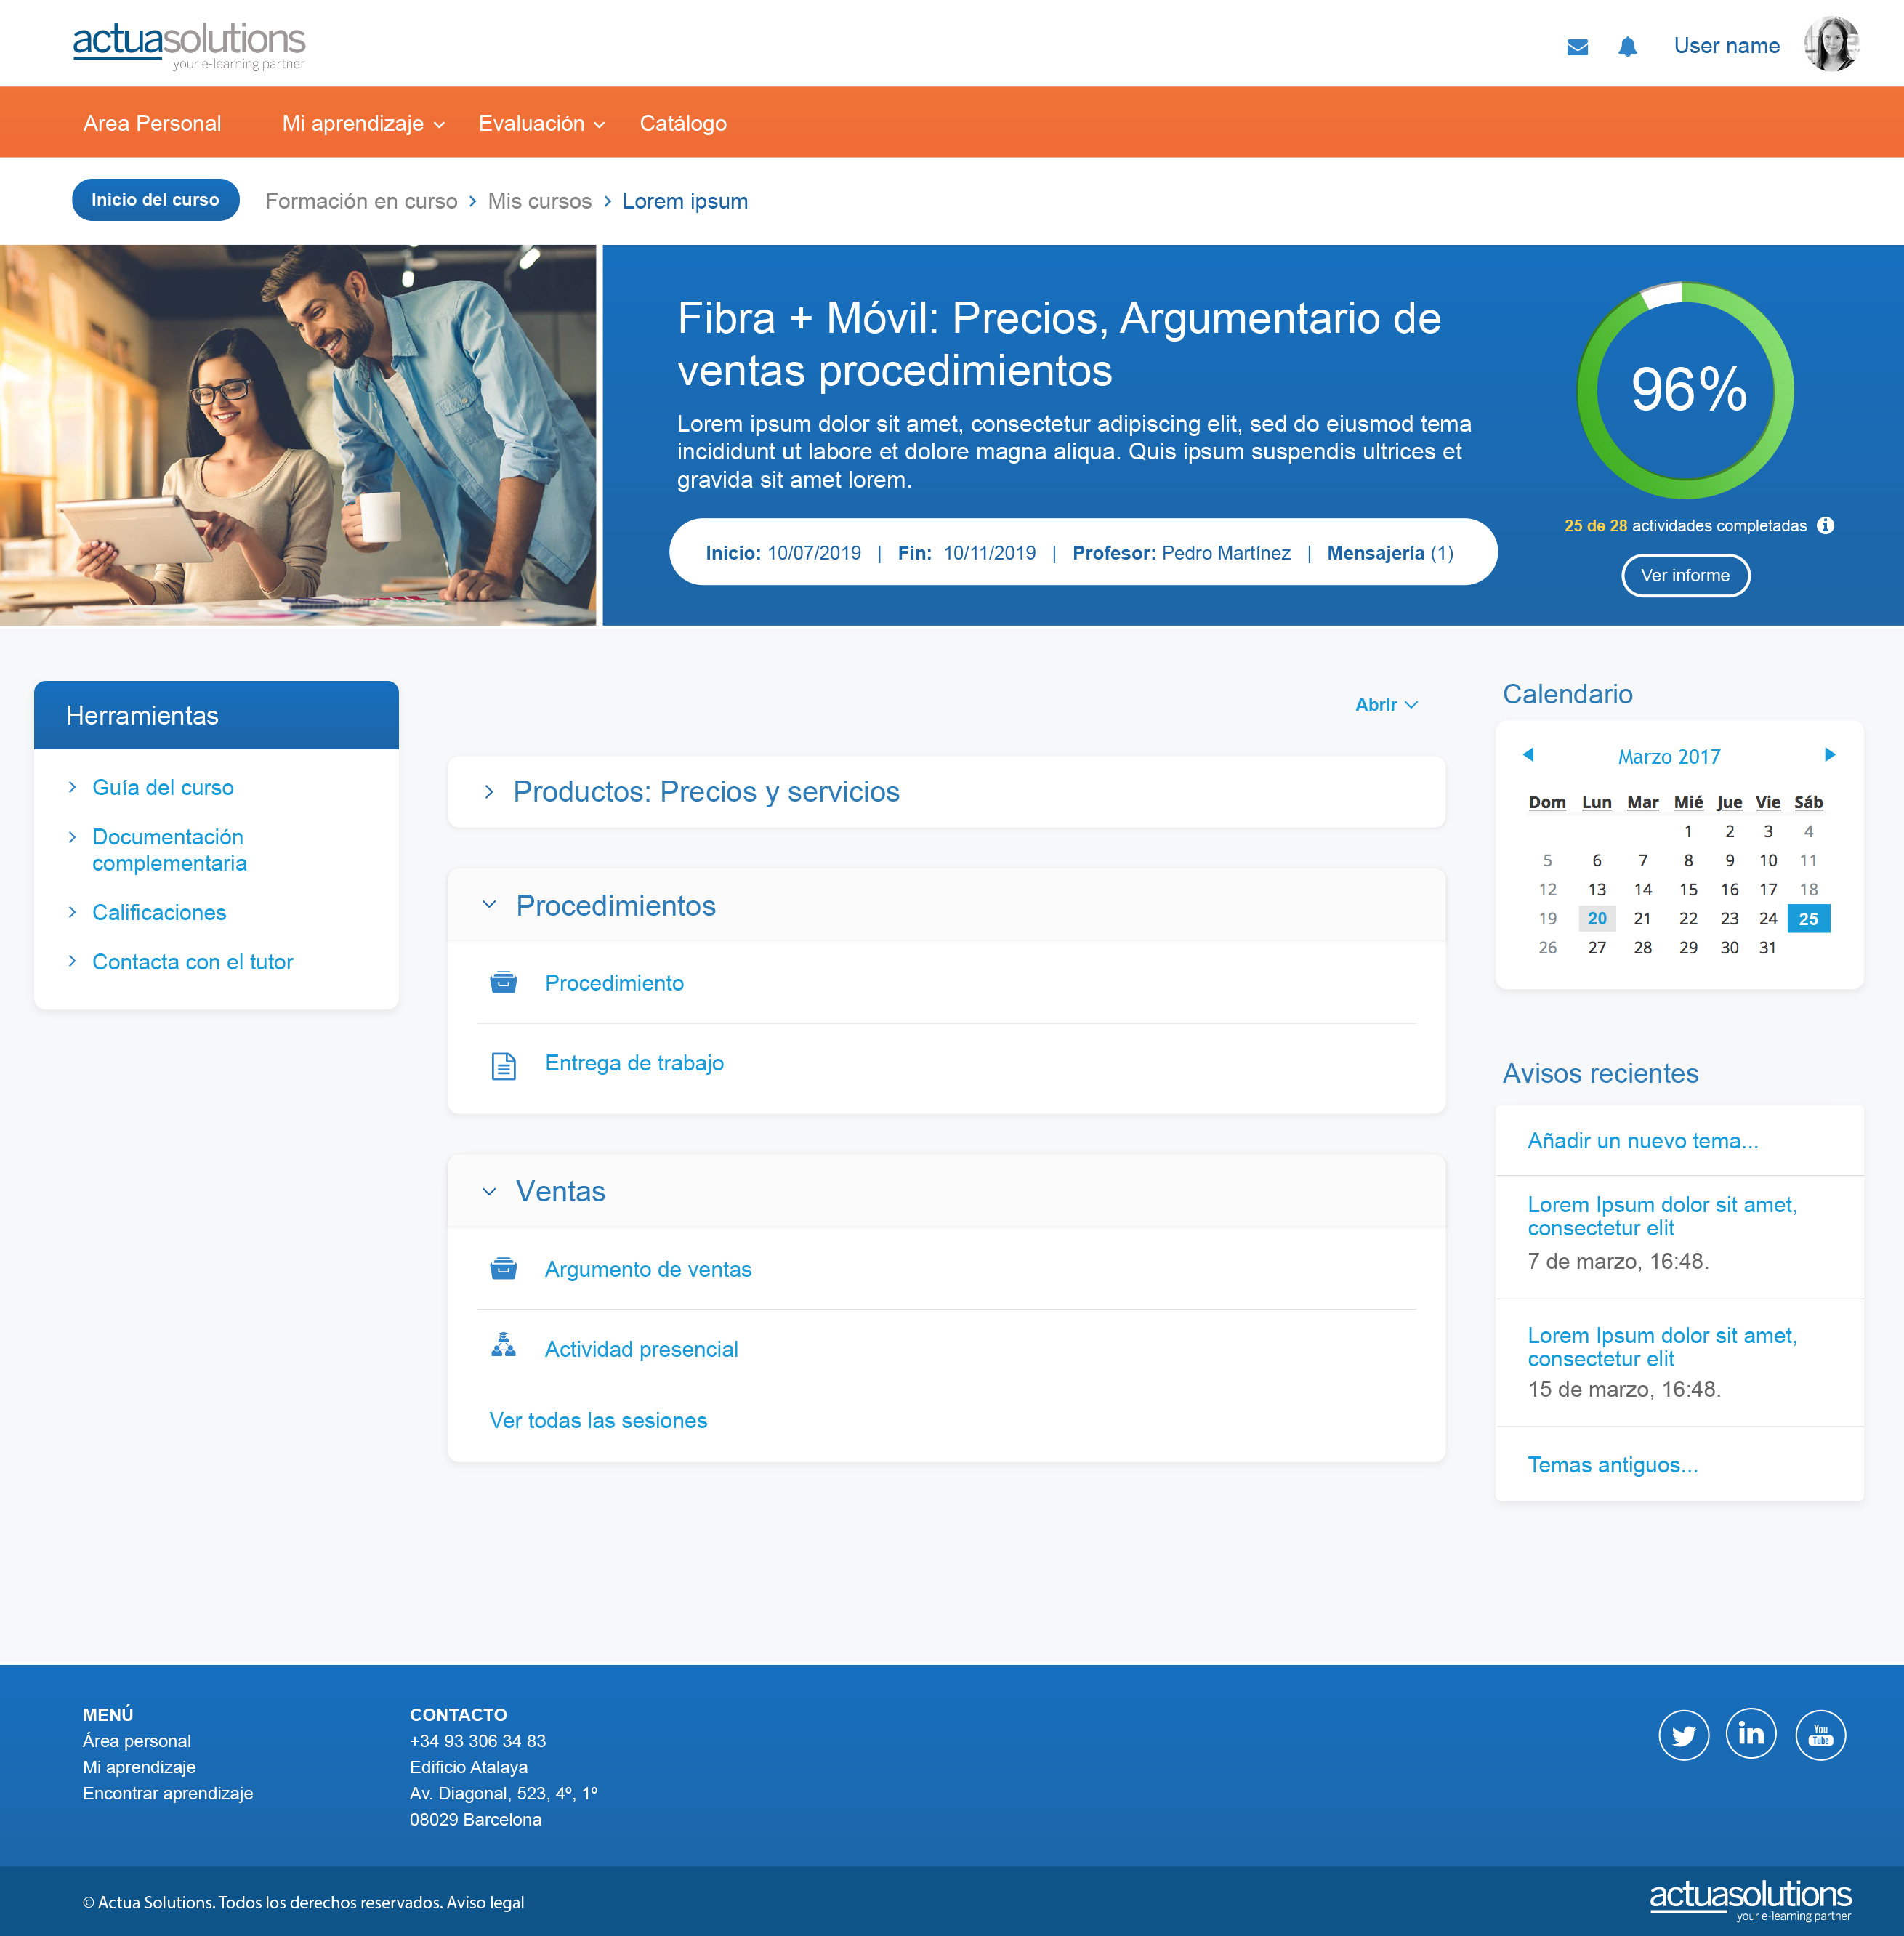 actuasolutions
your e-learning partner
User name
Area Personal
Mi aprendizaje
Evaluación
Catálogo
Inicio del curso
Formación en curso > Mis cursos > Lorem ipsum
Fibra + Móvil: Precios, Argumentario de
ventas procedimientos
Lorem ipsum dolor sit amet, consectetur adipiscing elit, sed do eiusmod tema
incididunt ut labore et dolore magna aliqua. Quis ipsum suspendis ultrices et
gravida sit amet lorem.
Inicio: 10/07/2019 | Fin: 10/11/2019 | Profesor: Pedro Martínez | Mensajería (1)
96%
25 de 28 actividades completadas
Ver informe
Herramientas
Guía del curso
Documentación
complementaria
Calificaciones
Contacta con el tutor
Abrir
Productos: Precios y servicios
Procedimientos
Procedimiento
Entrega de trabajo
Ventas
Argumento de ventas
Actividad presencial
Ver todas las sesiones
Calendario
Marzo 2017
Dom Lun Mar Mié Jue Vie Sáb
1 2 3 4
5 6 7 8 9 10 11
12 13 14 15 16 17 18
19 20 21 22 23 24 25
26 27 28 29 30 31
Avisos recientes
Añadir un nuevo tema...
Lorem Ipsum dolor sit amet,
consectetur elit
7 de marzo, 16:48.
Lorem Ipsum dolor sit amet,
consectetur elit
15 de marzo, 16:48.
Temas antiguos...
MENÚ
Área personal
Mi aprendizaje
Encontrar aprendizaje
CONTACTO
+34 93 306 34 83
Edificio Atalaya
Av. Diagonal, 523, 4º, 1º
08029 Barcelona
in
You
Tube
© Actua Solutions. Todos los derechos reservados. Aviso legal
actuasolutions
your e-learning partner